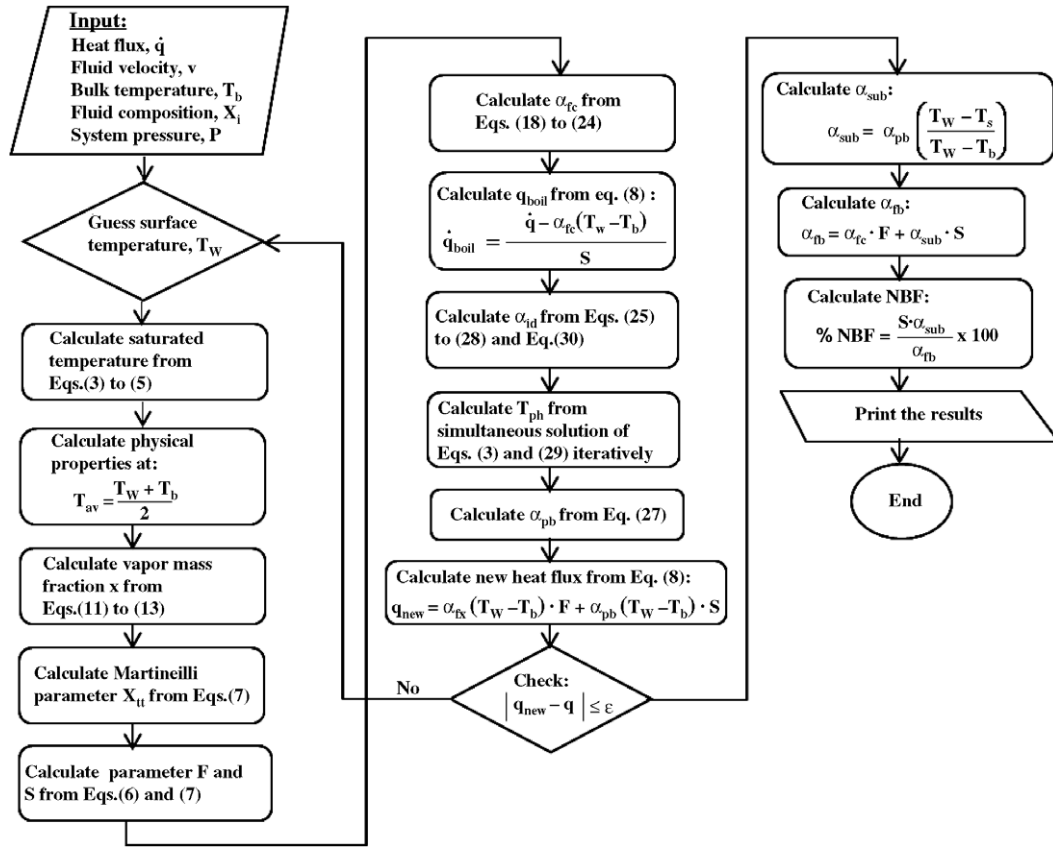 Input:
Heat flux, q̇
Fluid velocity, v
Bulk temperature, T_b
Fluid composition, X_i
System pressure, P
Guess surface
temperature, T_W
Calculate saturated
temperature from
Eqs.(3) to (5)
Calculate physical
properties at:
T_av = (T_W + T_b) / 2
Calculate vapor mass
fraction x from
Eqs.(11) to (13)
Calculate Martineilli
parameter X_tt from Eqs.(7)
Calculate parameter F and
S from Eqs.(6) and (7)
Calculate α_fc from
Eqs. (18) to (24)
Calculate q_boil from eq. (8) :
q̇_boil = (q̇ – α_fc (T_w – T_b)) / S
Calculate α_id from Eqs. (25)
to (28) and Eq.(30)
Calculate T_ph from
simultaneous solution of
Eqs. (3) and (29) iteratively
Calculate α_pb from Eq. (27)
Calculate new heat flux from Eq. (8):
q_new = α_fx (T_W – T_b) · F + α_pb (T_W – T_b) · S
No
Check:
| q_new – q | ≤ ε
Calculate α_sub:
α_sub = α_pb ((T_W – T_s) / (T_W – T_b))
Calculate α_fb:
α_fb = α_fc · F + α_sub · S
Calculate NBF:
% NBF = (S·α_sub / α_fb) x 100
Print the results
End